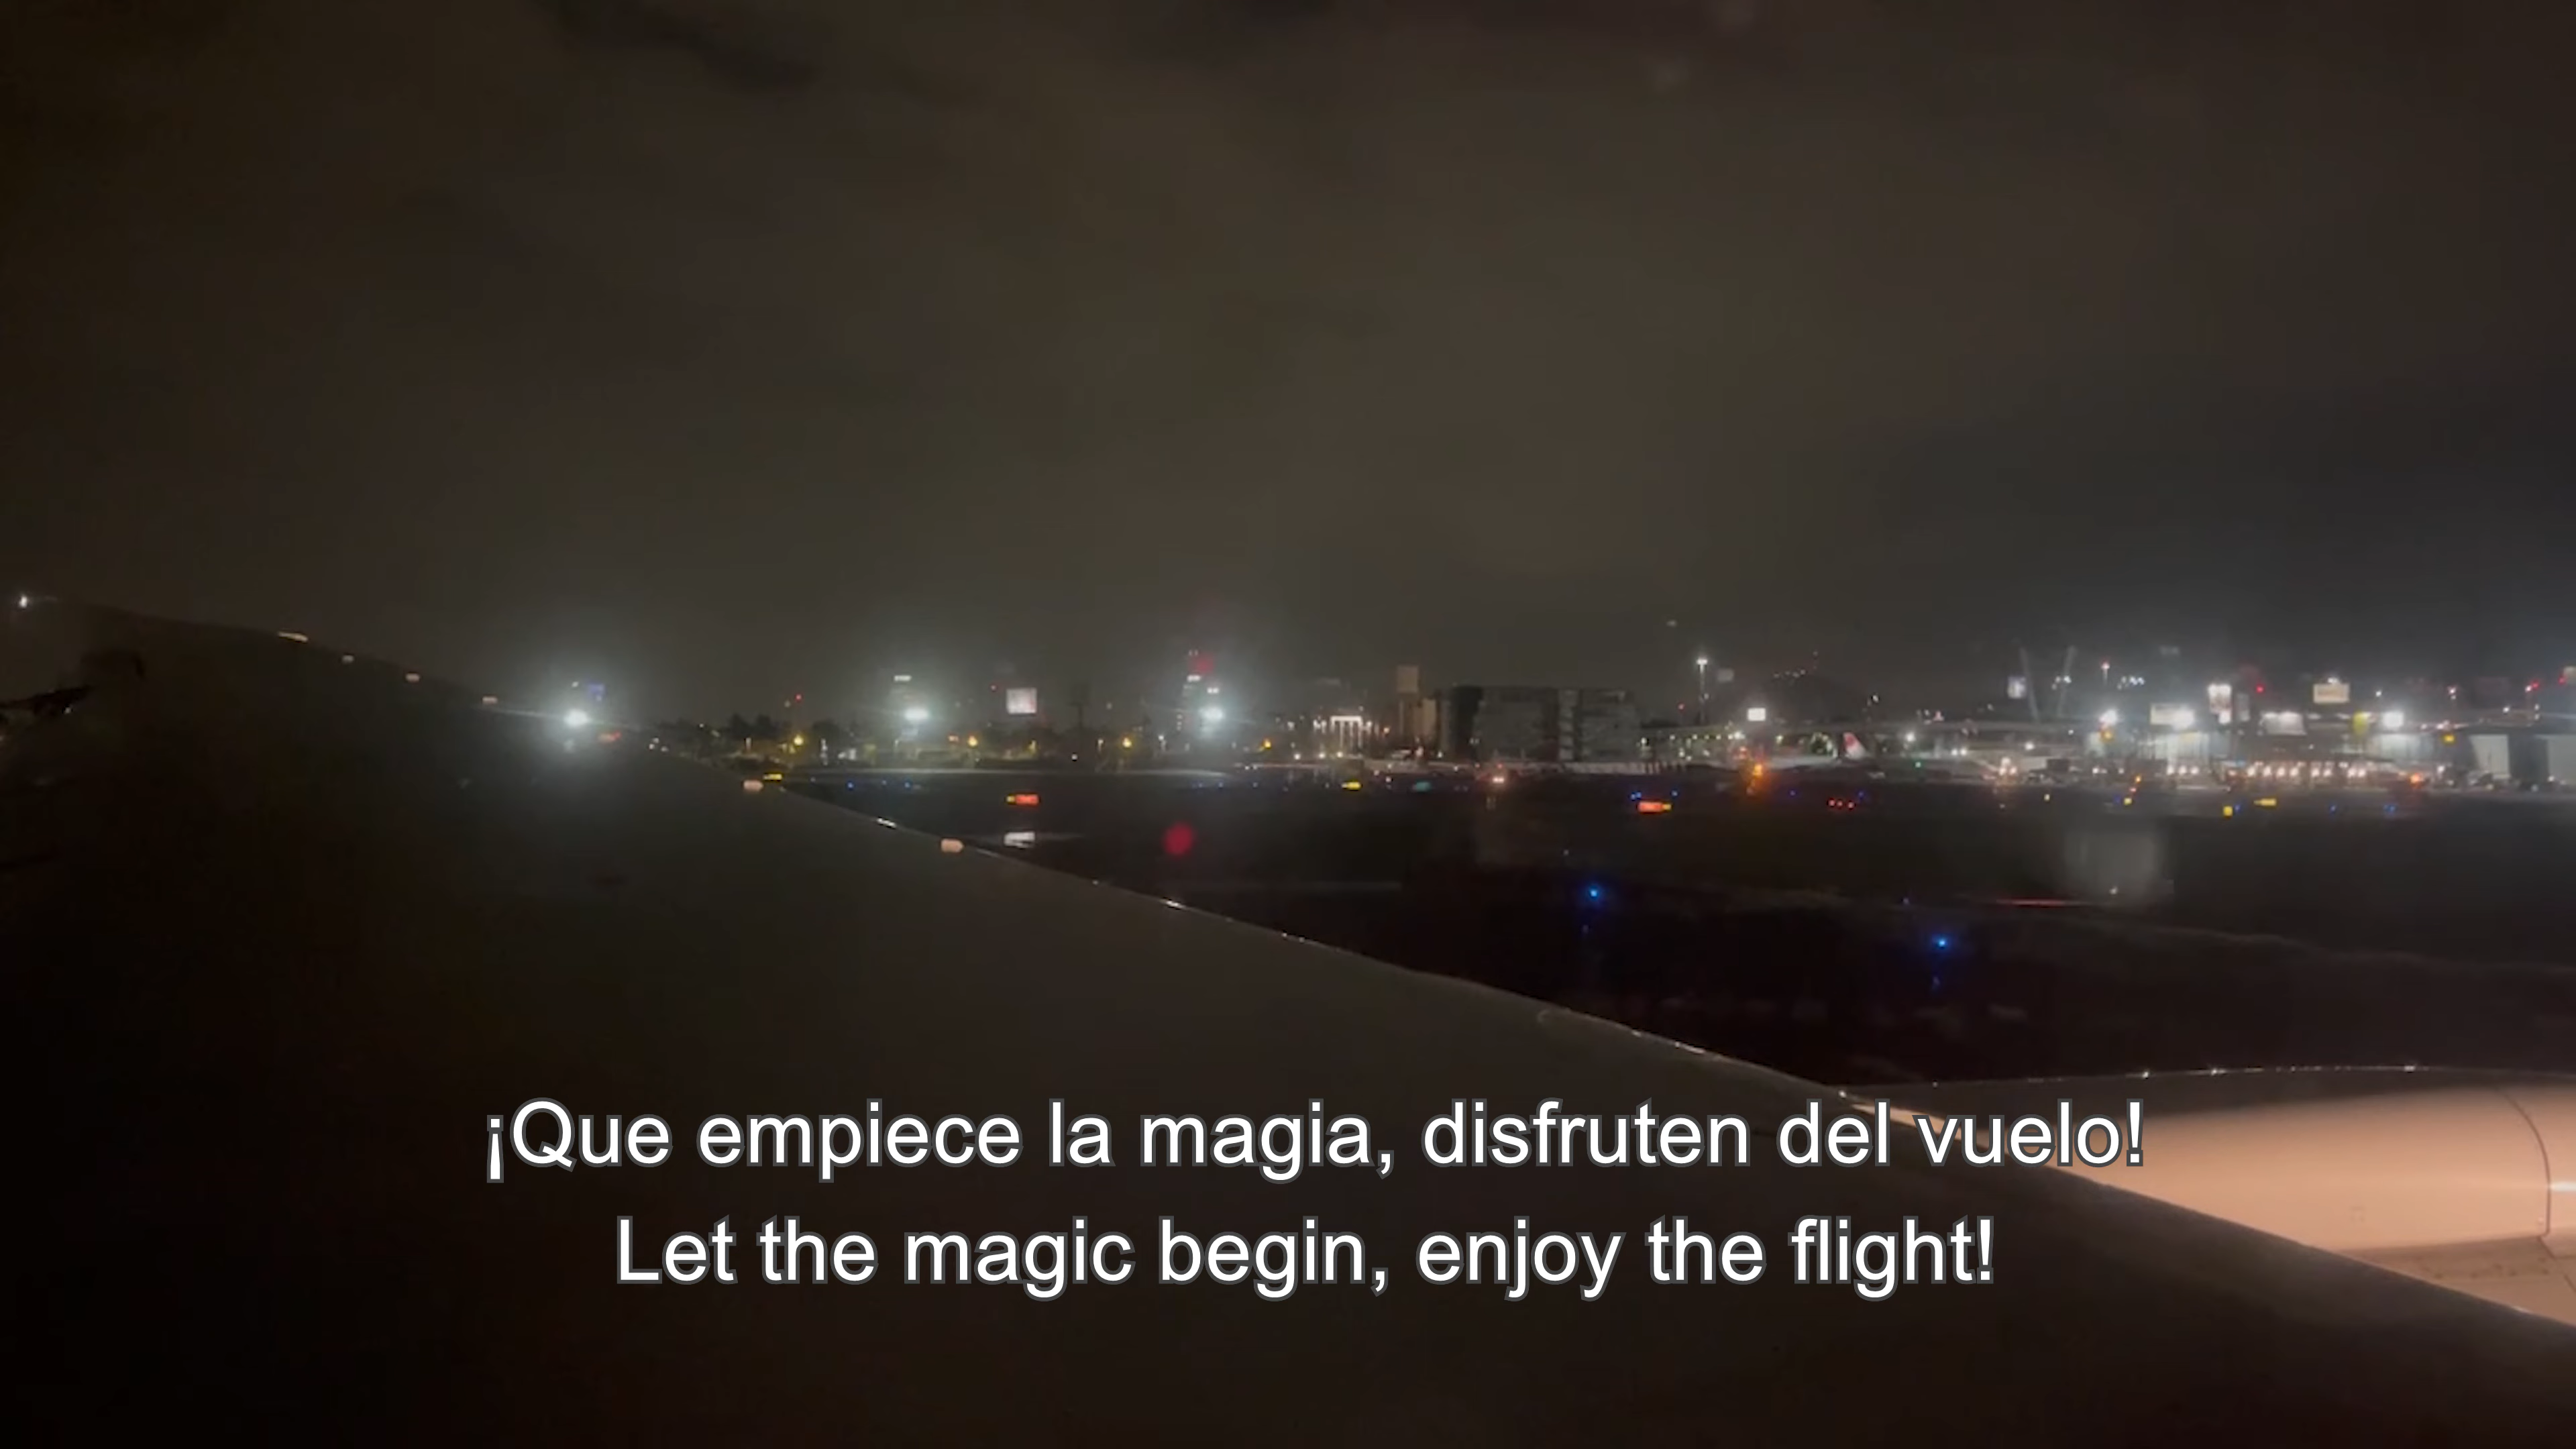 ¡Que empiece la magia, disfruten del vuelo!
Let the magic begin, enjoy the flight!